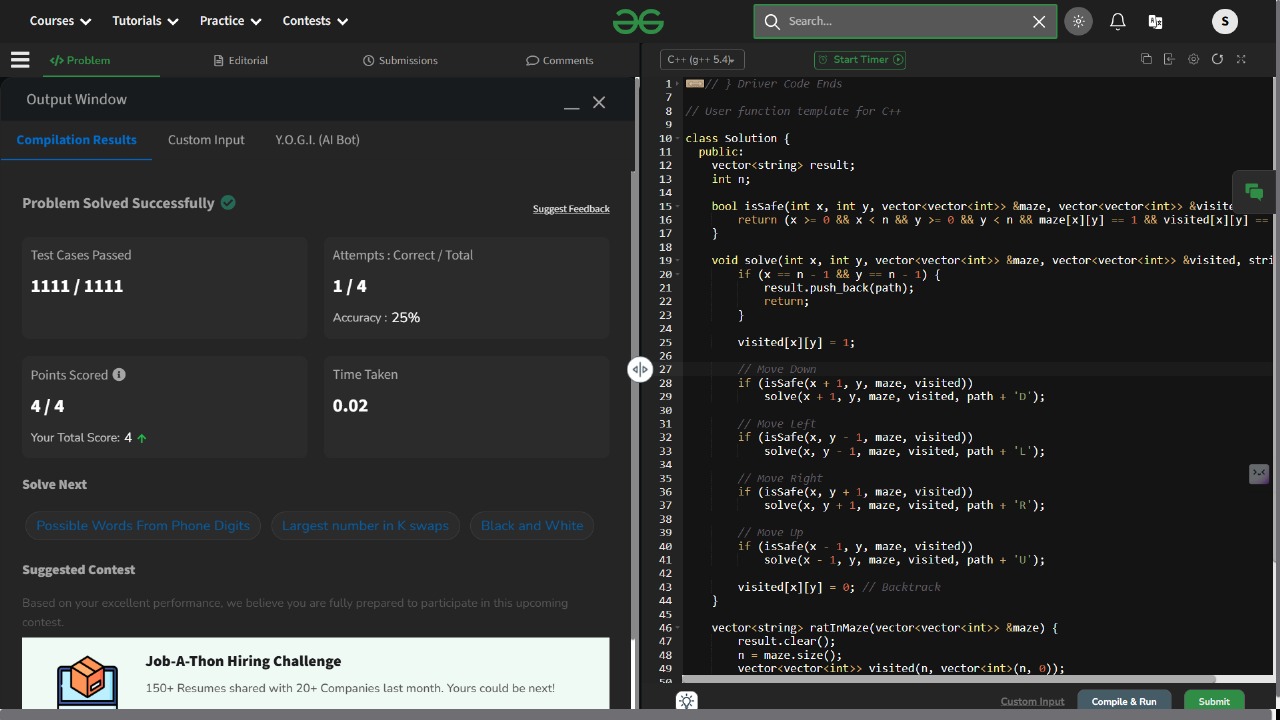 Courses Tutorials Practice Contests Search... S
Problem Editorial Submissions Comments
Output Window
Compilation Results Custom Input Y.O.G.I. (AI Bot)
Problem Solved Successfully
Suggest Feedback
Test Cases Passed
1111 / 1111
Attempts : Correct / Total
1 / 4
Accuracy : 25%
Points Scored
4 / 4
Your Total Score: 4
Time Taken
0.02
Solve Next
Possible Words From Phone Digits Largest number in K swaps Black and White
Suggested Contest
Based on your excellent performance, we believe you are fully prepared to participate in this upcoming
contest.
Job-A-Thon Hiring Challenge
150+ Resumes shared with 20+ Companies last month. Yours could be next!
C++ (g++ 5.4) Start Timer
1 // } Driver Code Ends
7
8 // User function template for C++
9
10 class Solution {
11 public:
12 vector<string> result;
13 int n;
14
15 bool isSafe(int x, int y, vector<vector<int>> &maze, vector<vector<int>> &visite
16 return (x >= 0 && x < n && y >= 0 && y < n && maze[x][y] == 1 && visited[x][y] ==
17 }
18
19 void solve(int x, int y, vector<vector<int>> &maze, vector<vector<int>> &visited, stri
20 if (x == n - 1 && y == n - 1) {
21 result.push_back(path);
22 return;
23 }
24
25 visited[x][y] = 1;
26
27 // Move Down
28 if (isSafe(x + 1, y, maze, visited))
29 solve(x + 1, y, maze, visited, path + 'D');
30
31 // Move Left
32 if (isSafe(x, y - 1, maze, visited))
33 solve(x, y - 1, maze, visited, path + 'L');
34
35 // Move Right
36 if (isSafe(x, y + 1, maze, visited))
37 solve(x, y + 1, maze, visited, path + 'R');
38
39 // Move Up
40 if (isSafe(x - 1, y, maze, visited))
41 solve(x - 1, y, maze, visited, path + 'U');
42
43 visited[x][y] = 0; // Backtrack
44 }
45
46 vector<string> ratInMaze(vector<vector<int>> &maze) {
47 result.clear();
48 n = maze.size();
49 vector<vector<int>> visited(n, vector<int>(n, 0));
50
Custom Input Compile & Run Submit